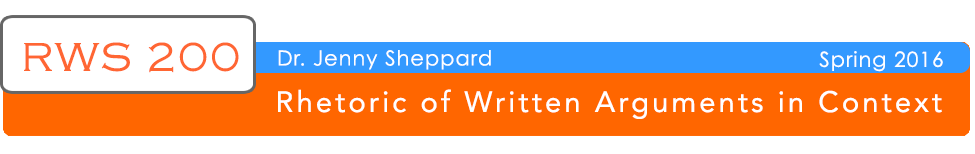 RWS 200
Dr. Jenny Sheppard
Spring 2016
Rhetoric of Written Arguments in Context